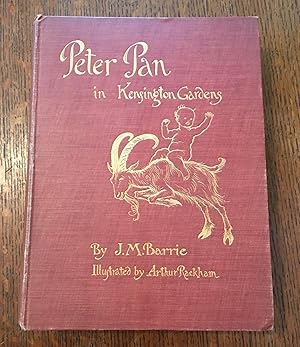 Peter Pan
in Kensington Gardens
By J.M.Barrie
Illustrated by Arthur Rackham